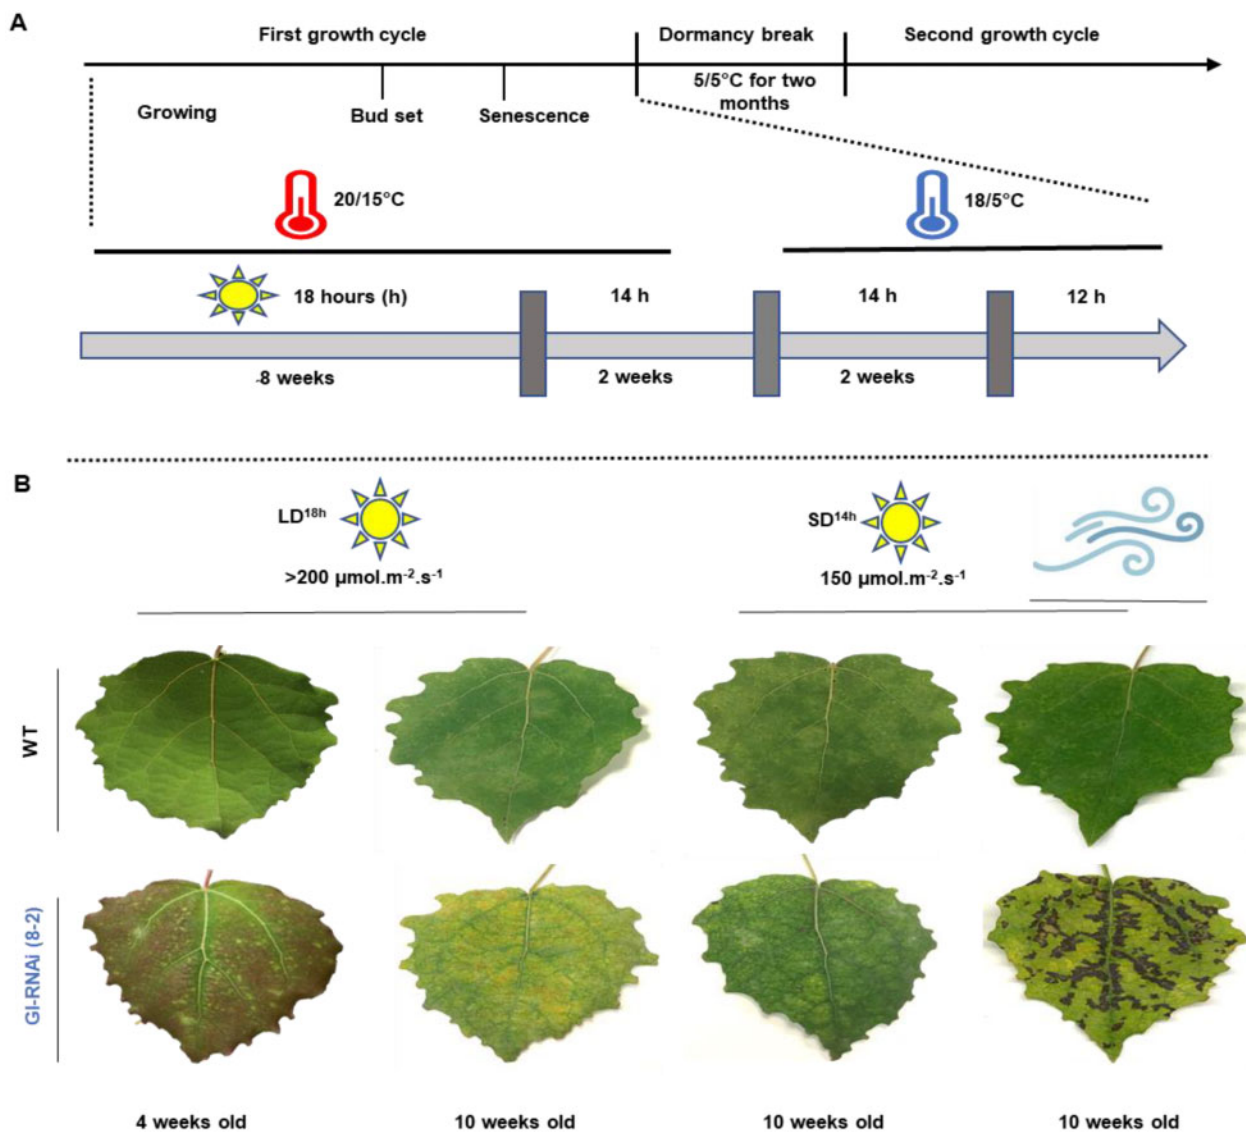 A
First growth cycle
Dormancy break
Second growth cycle
5/5°C for two
months
Growing
Bud set
Senescence
20/15°C
18/5°C
18 hours (h)
14 h
14 h
12 h
-8 weeks
2 weeks
2 weeks
B
LD18h
SD14h
>200 µmol.m-2.s-1
150 µmol.m-2.s-1
WT
GI-RNAi (8-2)
4 weeks old
10 weeks old
10 weeks old
10 weeks old